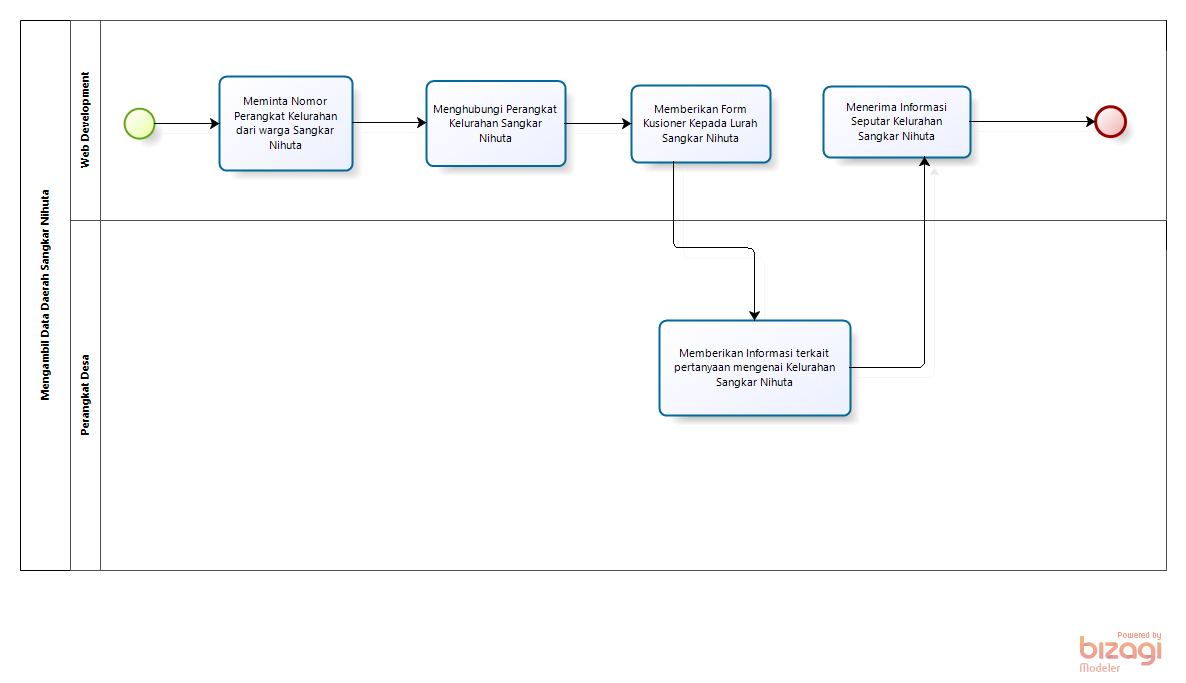 Mengambil Data Daerah Sangkar Nihuta
Web Development
Meminta Nomor
Perangkat Kelurahan
dari warga Sangkar
Nihuta
Menghubungi Perangkat
Kelurahan Sangkar
Nihuta
Memberikan Form
Kusioner Kepada Lurah
Sangkar Nihuta
Menerima Informasi
Seputar Kelurahan
Sangkar Nihuta
Perangkat Desa
Memberikan Informasi terkait
pertanyaan mengenai Kelurahan
Sangkar Nihuta
Powered by
bizagi
Modeler